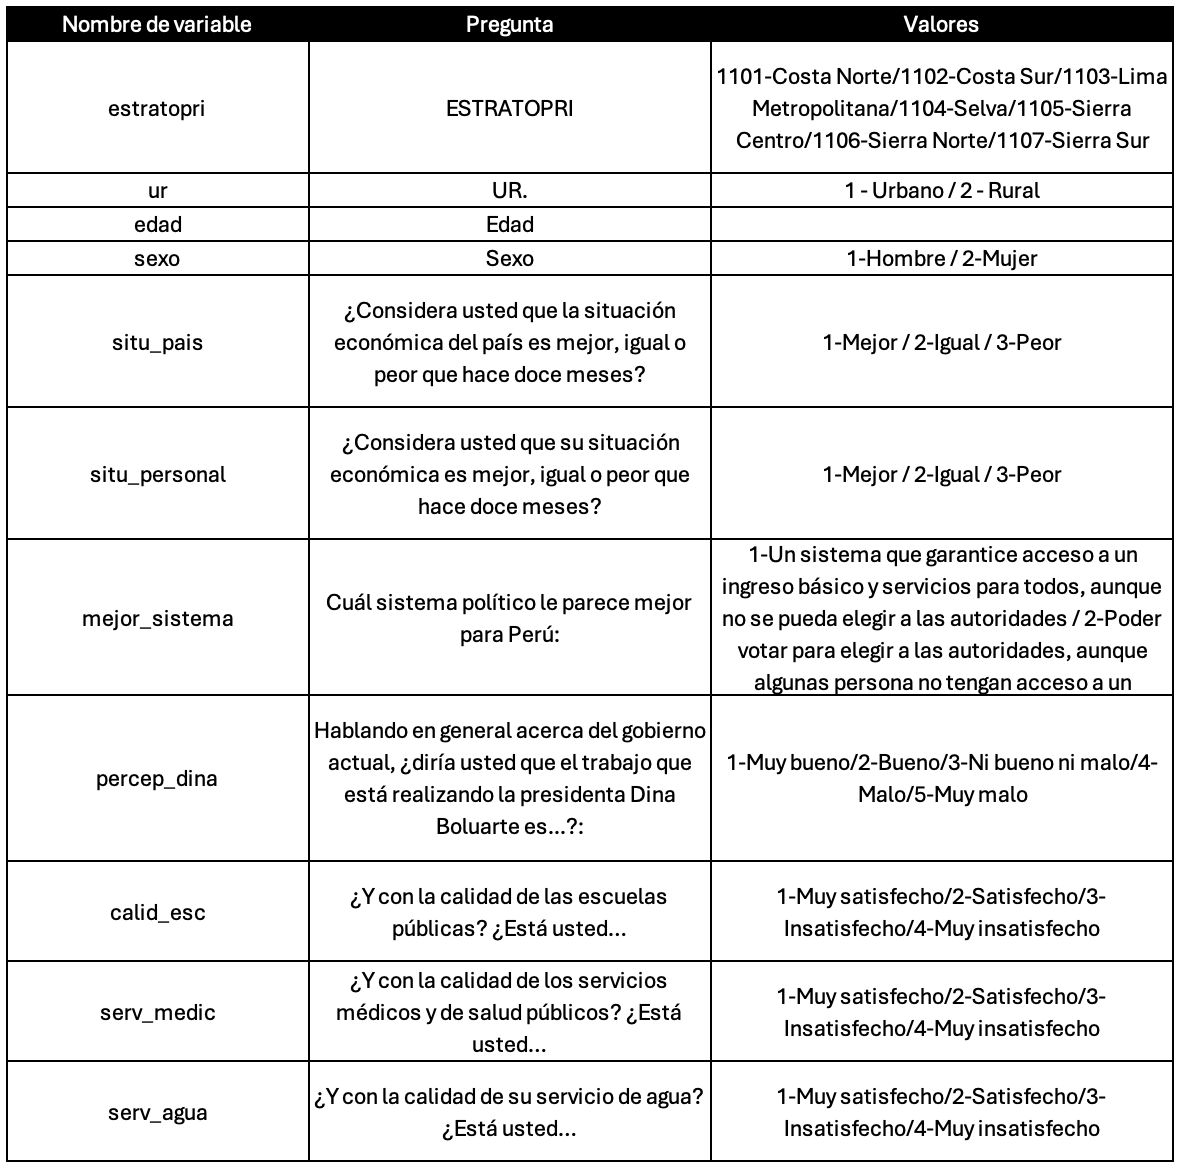 Nombre de variable
Pregunta
Valores
estratopri
ESTRATOPRI
1101-Costa Norte/1102-Costa Sur/1103-Lima
Metropolitana/1104-Selva/1105-Sierra
Centro/1106-Sierra Norte/1107-Sierra Sur
ur
UR.
1 - Urbano / 2 - Rural
edad
Edad
sexo
Sexo
1-Hombre / 2-Mujer
situ_pais
¿Considera usted que la situación
económica del país es mejor, igual o
peor que hace doce meses?
1-Mejor / 2-Igual / 3-Peor
situ_personal
¿Considera usted que su situación
económica es mejor, igual o peor que
hace doce meses?
1-Mejor / 2-Igual / 3-Peor
mejor_sistema
Cuál sistema político le parece mejor
para Perú:
1-Un sistema que garantice acceso a un
ingreso básico y servicios para todos, aunque
no se pueda elegir a las autoridades / 2-Poder
votar para elegir a las autoridades, aunque
algunas persona no tengan acceso a un
percep_dina
Hablando en general acerca del gobierno
actual, ¿diría usted que el trabajo que
está realizando la presidenta Dina
Boluarte es...?:
1-Muy bueno/2-Bueno/3-Ni bueno ni malo/4-
Malo/5-Muy malo
calid_esc
¿Y con la calidad de las escuelas
públicas? ¿Está usted...
1-Muy satisfecho/2-Satisfecho/3-
Insatisfecho/4-Muy insatisfecho
serv_medic
¿Y con la calidad de los servicios
médicos y de salud públicos? ¿Está
usted...
1-Muy satisfecho/2-Satisfecho/3-
Insatisfecho/4-Muy insatisfecho
serv_agua
¿Y con la calidad de su servicio de agua?
¿Está usted...
1-Muy satisfecho/2-Satisfecho/3-
Insatisfecho/4-Muy insatisfecho